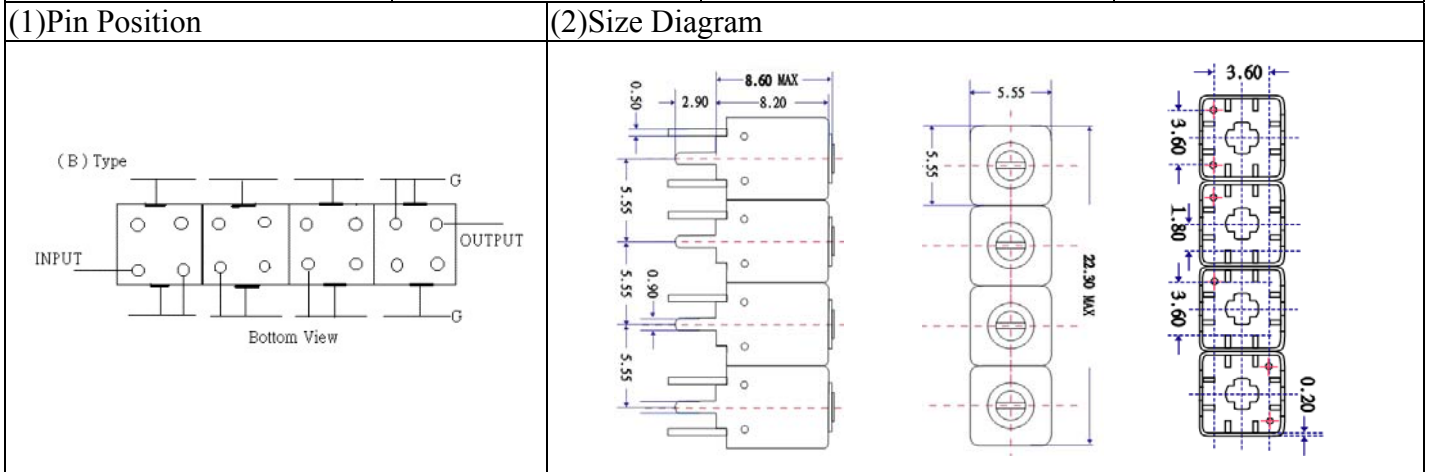 (1)Pin Position
(2)Size Diagram
(B) Type
G
INPUT
OUTPUT
G
Bottom View
8.60 MAX
2.90
8.20
0.50
5.55
5.55
0.90
5.55
5.55
5.55
22.30 MAX
3.60
3.60
1.80
3.60
0.20